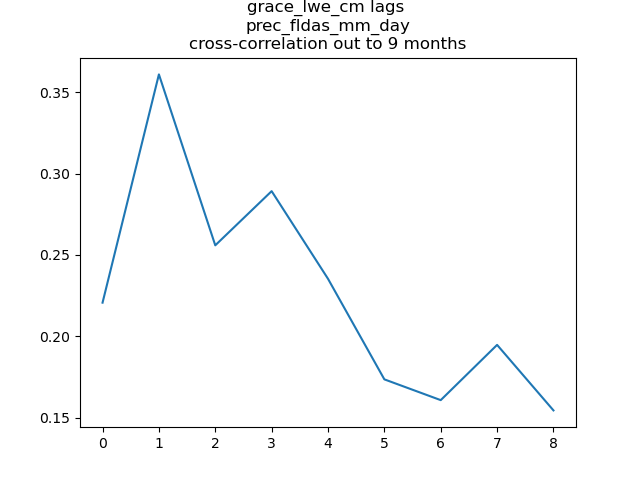 grace_lwe_cm lags
prec_fldas_mm_day
cross-correlation out to 9 months
0.35
0.30
0.25
0.20
0.15
0 1 2 3 4 5 6 7 8